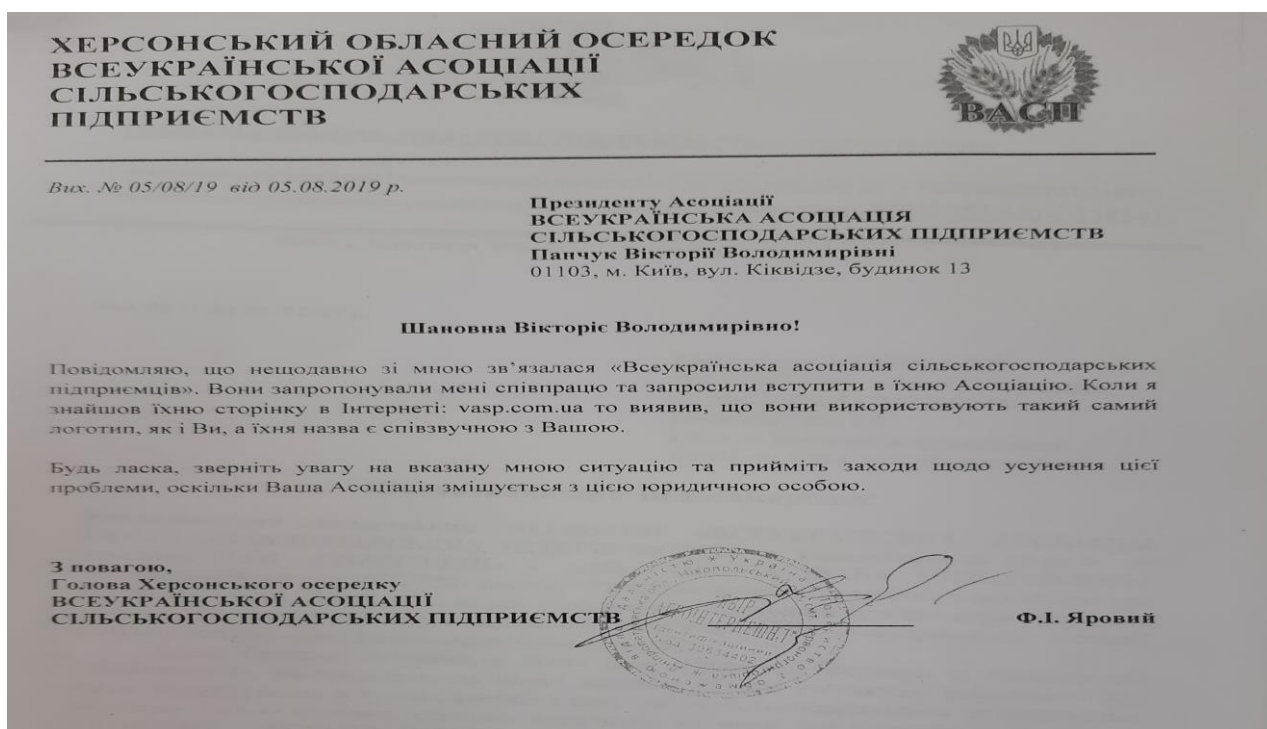 ХЕРСОНСЬКИЙ ОБЛАСНИЙ ОСЕРЕДОК
ВСЕУКРАЇНСЬКОЇ АСОЦІАЦІЇ
СІЛЬСЬКОГОСПОДАРСЬКИХ
ПІДПРИЄМСТВ
ВАСП
Вих. № 05/08/19 від 05.08.2019 р.
Президенту Асоціації
ВСЕУКРАЇНСЬКА АСОЦІАЦІЯ
СІЛЬСЬКОГОСПОДАРСЬКИХ ПІДПРИЄМСТВ
Панчук Вікторії Володимирівні
01103, м. Київ, вул. Кіквідзе, будинок 13
Шановна Вікторіє Володимирівно!
Повідомляю, що нещодавно зі мною зв’язалася «Всеукраїнська асоціація сільськогосподарських
підприємців». Вони запропонували мені співпрацю та запросили вступити в їхню Асоціацію. Коли я
знайшов їхню сторінку в Інтернеті: vasp.com.ua то виявив, що вони використовують такий самий
логотип, як і Ви, а їхня назва є співзвучною з Вашою.
Будь ласка, зверніть увагу на вказану мною ситуацію та прийміть заходи щодо усунення цієї
проблеми, оскільки Ваша Асоціація змішується з цією юридичною особою.
З повагою,
Голова Херсонського осередку
ВСЕУКРАЇНСЬКОЇ АСОЦІАЦІЇ
СІЛЬСЬКОГОСПОДАРСЬКИХ ПІДПРИЄМСТВ
Ф.І. Яровий